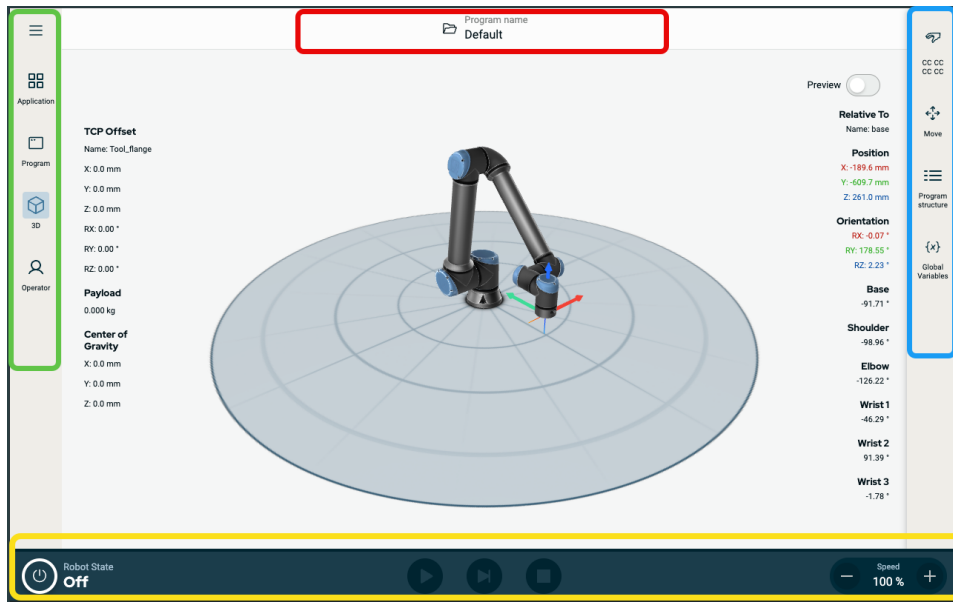 Program name
Default
Application
Program
3D
Operator
TCP Offset
Name: Tool_flange
X: 0.0 mm
Y: 0.0 mm
Z: 0.0 mm
RX: 0.00 °
RY: 0.00 °
RZ: 0.00 °
Payload
0.000 kg
Center of
Gravity
X: 0.0 mm
Y: 0.0 mm
Z: 0.0 mm
Preview
Relative To
Name: base
Position
X: -189.6 mm
Y: -609.7 mm
Z: 261.0 mm
Orientation
RX: -0.07 °
RY: 178.55 °
RZ: 2.23 °
Base
-91.71 °
Shoulder
-98.96 °
Elbow
-126.22 °
Wrist 1
-46.29 °
Wrist 2
91.39 °
Wrist 3
-1.78 °
CC CC
CC CC
Move
Program
structure
{x}
Global
Variables
Robot State
Off
Speed
100 %